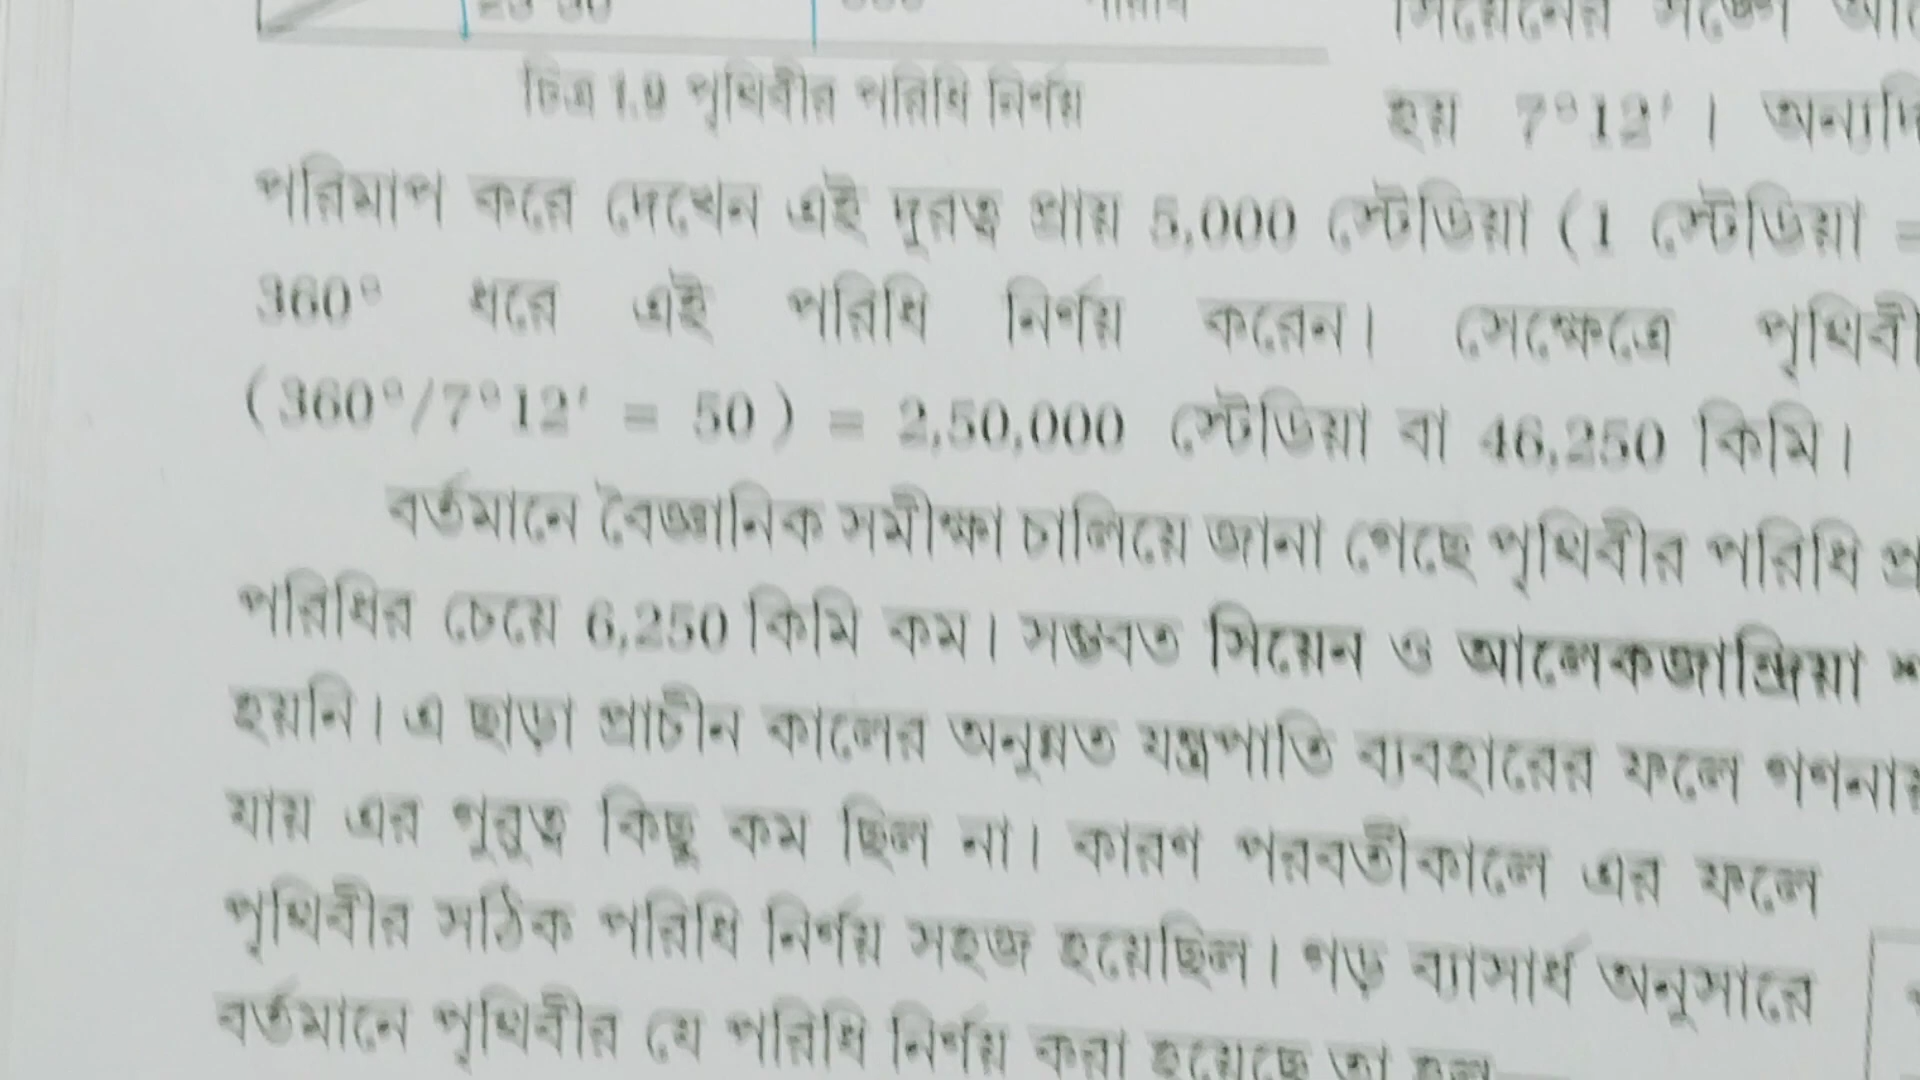 চিত্র 1.9 পৃথিবীর পরিধি নির্ণয়
হয় 7°12'। অন্যদি
পরিমাপ করে দেখেন এই দূরত্ব প্রায় 5,000 স্টেডিয়া (1 স্টেডিয়া =
360° ধরে এই পরিধি নির্ণয় করেন। সেক্ষেত্রে পৃথিবী
(360°/7°12' = 50) = 2,50,000 স্টেডিয়া বা 46,250 কিমি।
বর্তমানে বৈজ্ঞানিক সমীক্ষা চালিয়ে জানা গেছে পৃথিবীর পরিধি প্র
পরিধির চেয়ে 6,250 কিমি কম। সম্ভবত সিয়েন ও আলেকজান্দ্রিয়া
হয়নি। এ ছাড়া প্রাচীন কালের অনুন্নত যন্ত্রপাতি ব্যবহারের ফলে গণনায়
যায় এর গুরুত্ব কিছু কম ছিল না। কারণ পরবর্তীকালে এর ফলে
পৃথিবীর সঠিক পরিধি নির্ণয় সহজ হয়েছিল। গড় ব্যাসার্ধ অনুসারে
বর্তমানে পৃথিবীর যে পরিধি নির্ণয় করা হয়েছে তা হল